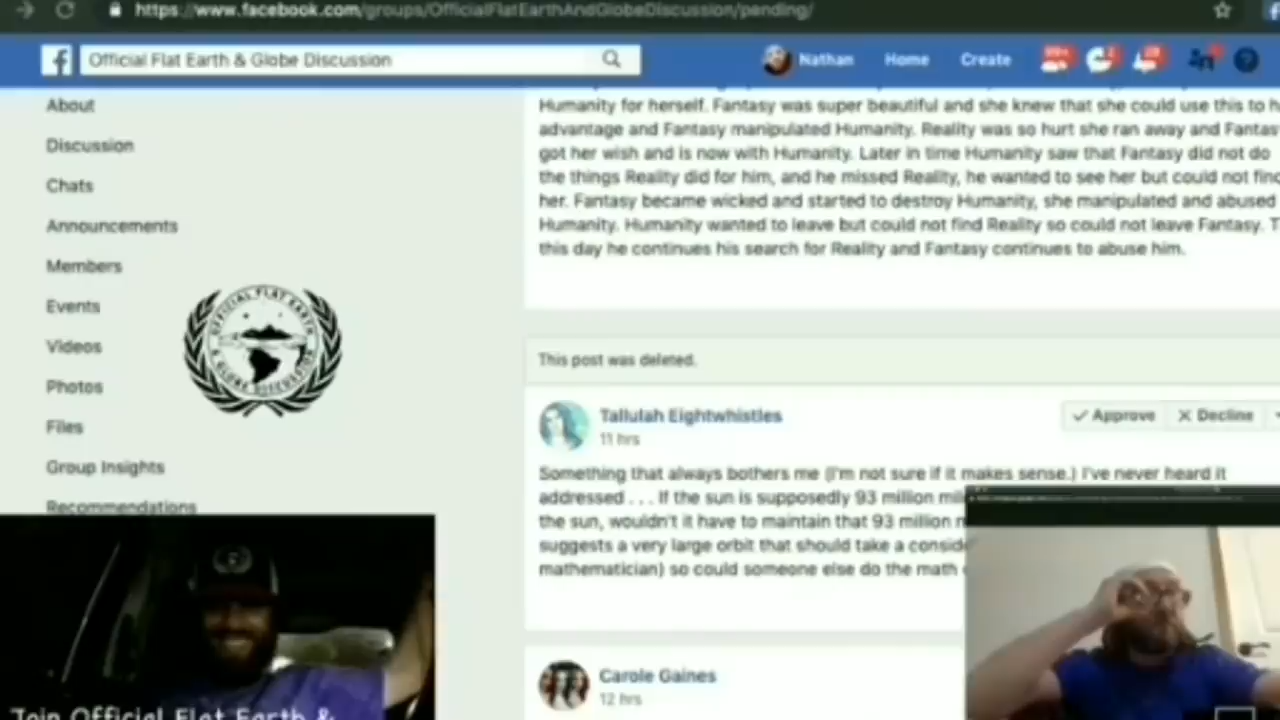 https://www.facebook.com/groups/OfficialFlatEarthAndGlobeDiscussion/pending/
Official Flat Earth & Globe Discussion
Nathan
Home
Create
About
Discussion
Chats
Announcements
Members
Events
Videos
Photos
Files
Group Insights
Recommendations
OFFICIAL FLAT EARTH
& GLOBE DISCUSSION
Humanity for herself. Fantasy was super beautiful and she knew that she could use this to h
advantage and Fantasy manipulated Humanity. Reality was so hurt she ran away and Fantas
got her wish and is now with Humanity. Later in time Humanity saw that Fantasy did not do
the things Reality did for him, and he missed Reality, he wanted to see her but could not find
her. Fantasy became wicked and started to destroy Humanity, she manipulated and abused
Humanity. Humanity wanted to leave but could not find Reality so could not leave Fantasy. T
this day he continues his search for Reality and Fantasy continues to abuse him.
This post was deleted.
Tallulah Eightwhistles
11 hrs
Approve
Decline
Something that always bothers me (I'm not sure if it makes sense.) I've never heard it
addressed . . . If the sun is supposedly 93 million mil
the sun, wouldn't it have to maintain that 93 million m
suggests a very large orbit that should take a conside
mathematician) so could someone else do the math
Carole Gaines
12 hrs
Join Official Flat Earth &